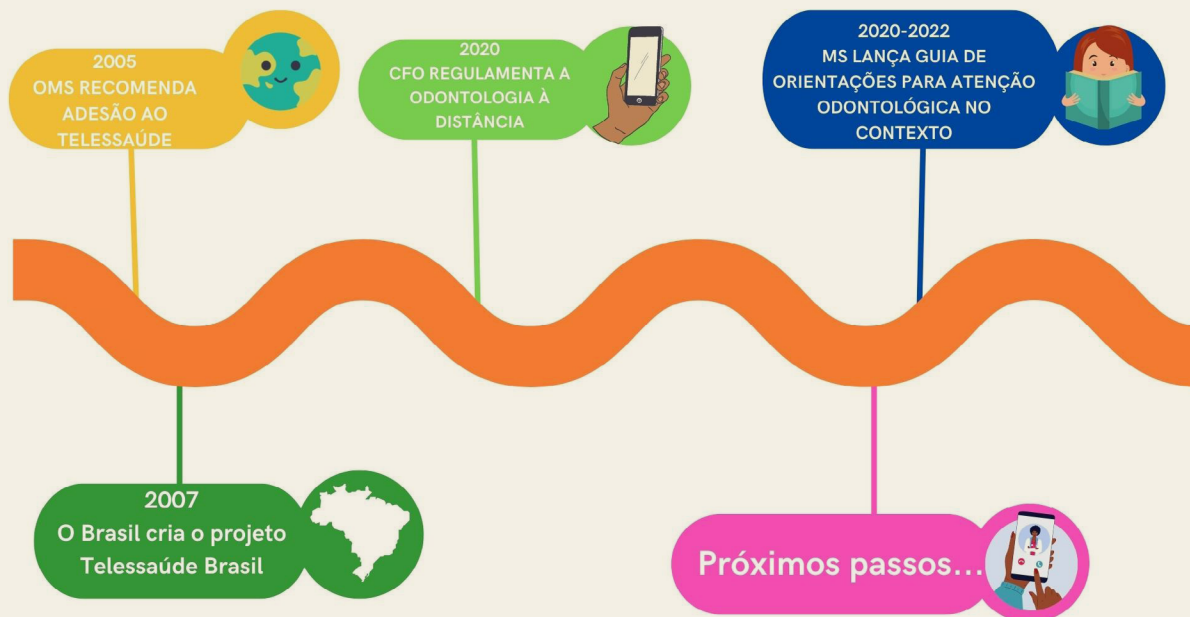 2005
OMS RECOMENDA
ADESÃO AO
TELESSAÚDE
2020
CFO REGULAMENTA A
ODONTOLOGIA À
DISTÂNCIA
2020-2022
MS LANÇA GUIA DE
ORIENTAÇÕES PARA ATENÇÃO
ODONTOLÓGICA NO
CONTEXTO
2007
O Brasil cria o projeto
Telessaúde Brasil
Próximos passos...